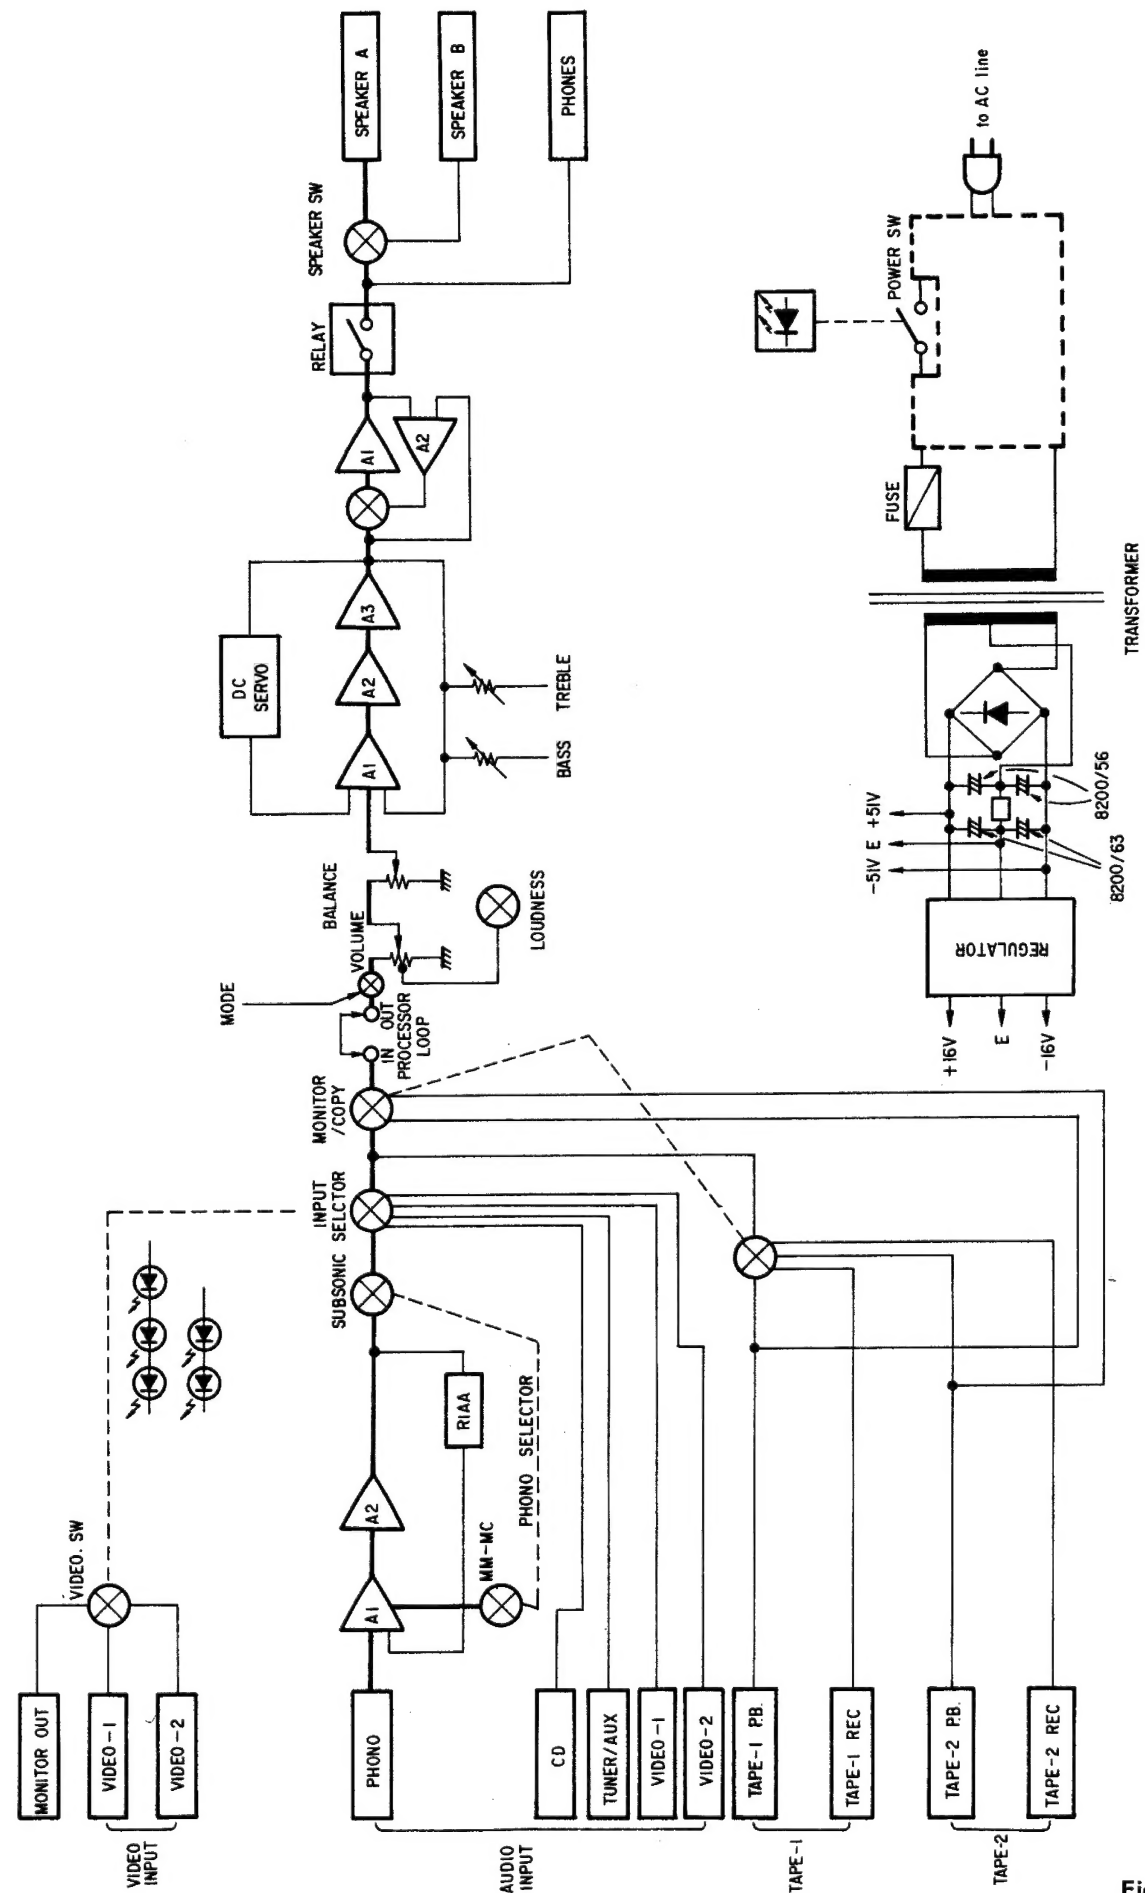 MONITOR OUT
VIDEO-1
VIDEO-2
VIDEO
INPUT
VIDEO. SW
PHONO
CD
TUNER/AUX
VIDEO-1
VIDEO-2
AUDIO
INPUT
TAPE-1 P.B.
TAPE-1 REC
TAPE-1
TAPE-2 P.B.
TAPE-2 REC
TAPE-2
A1
A2
MM-MC
PHONO SELECTOR
RIAA
SUBSONIC
INPUT
SELCTOR
MONITOR
/COPY
IN
OUT
PROCESSOR
LOOP
MODE
VOLUME
BALANCE
LOUDNESS
A1
A2
A3
DC
SERVO
BASS
TREBLE
A1
A2
RELAY
SPEAKER SW
SPEAKER A
SPEAKER B
PHONES
+16V
E
-16V
REGULATOR
-51V
E
+51V
8200/63
8200/56
TRANSFORMER
FUSE
POWER SW
to AC line
Fi